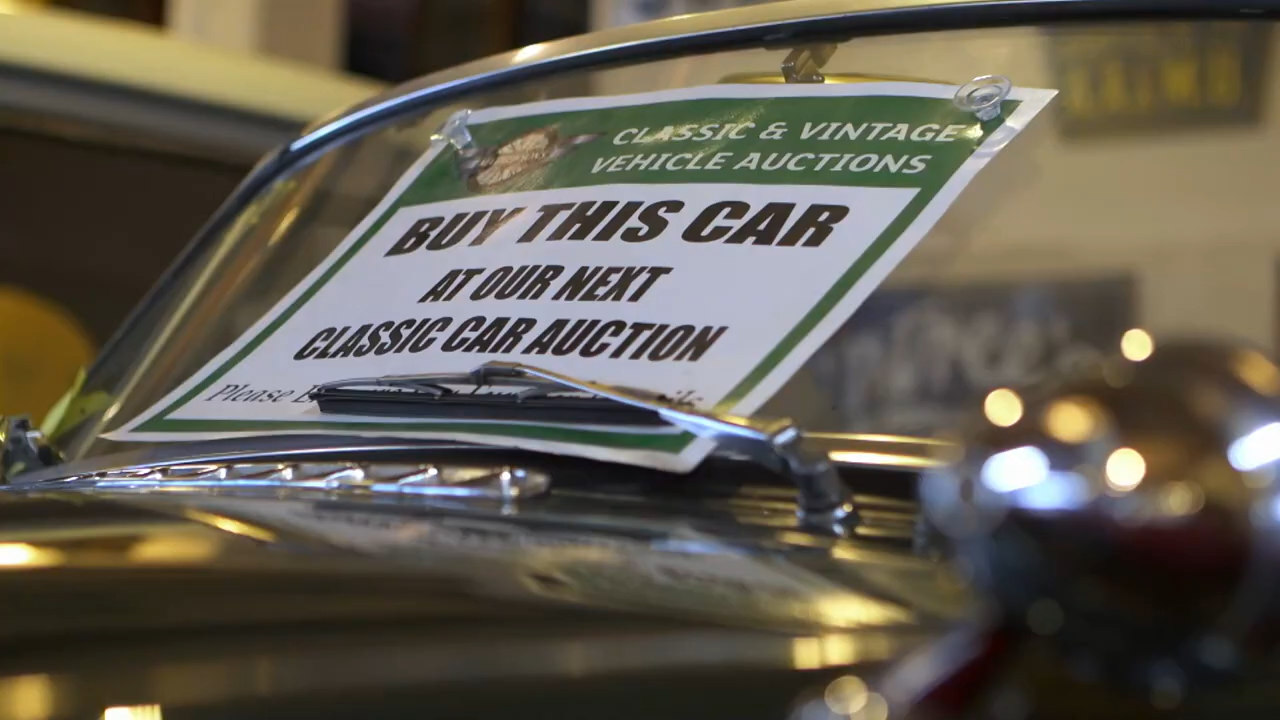 CLASSIC & VINTAGE
VEHICLE AUCTIONS
BUY THIS CAR
AT OUR NEXT
CLASSIC CAR AUCTION
Please